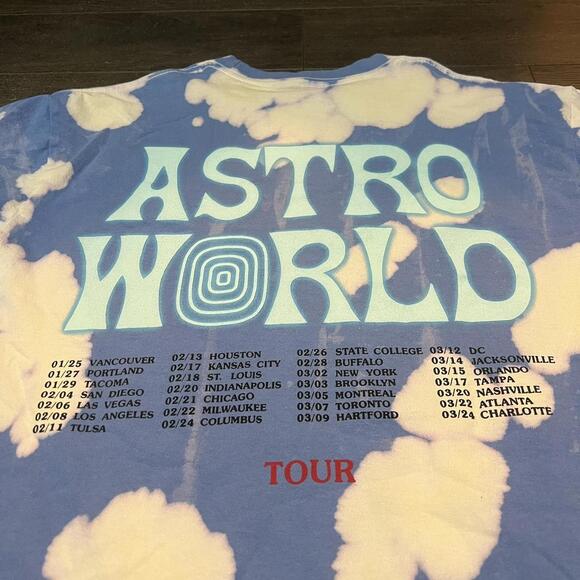 ASTRO
WORLD
01/25 VANCOUVER
01/27 PORTLAND
01/29 TACOMA
02/04 SAN DIEGO
02/06 LAS VEGAS
02/08 LOS ANGELES
02/11 TULSA
02/13 HOUSTON
02/17 KANSAS CITY
02/18 ST. LOUIS
02/20 INDIANAPOLIS
02/21 CHICAGO
02/22 MILWAUKEE
02/24 COLUMBUS
02/26 STATE COLLEGE
02/28 BUFFALO
03/02 NEW YORK
03/03 BROOKLYN
03/05 MONTREAL
03/07 TORONTO
03/09 HARTFORD
03/12 DC
03/14 JACKSONVILLE
03/15 ORLANDO
03/17 TAMPA
03/20 NASHVILLE
03/22 ATLANTA
03/24 CHARLOTTE
TOUR